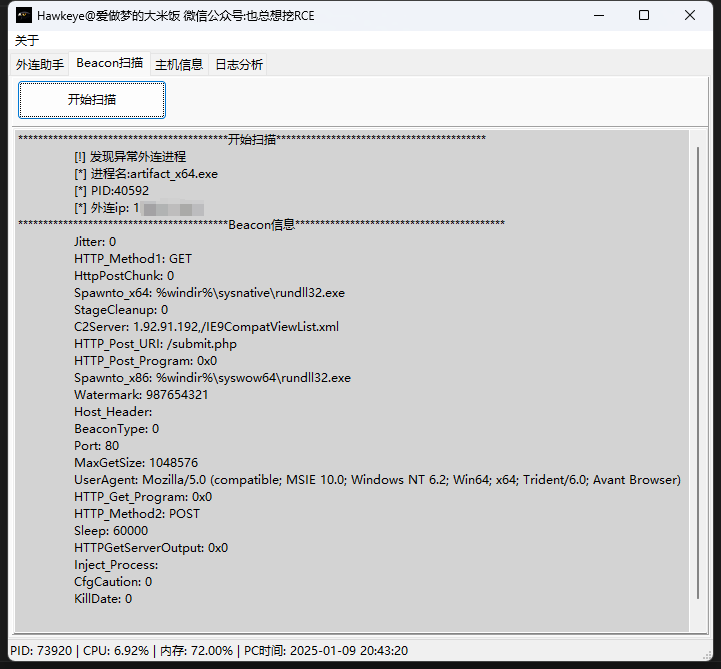 Hawkeye@爱做梦的大米饭 微信公众号:也总想挖RCE
关于
外连助手 Beacon扫描 主机信息 日志分析
开始扫描
******************************************开始扫描******************************************
[!] 发现异常外连进程
[*] 进程名:artifact_x64.exe
[*] PID:40592
[*] 外连ip: 1
******************************************Beacon信息******************************************
Jitter: 0
HTTP_Method1: GET
HttpPostChunk: 0
Spawnto_x64: %windir%\sysnative\rundll32.exe
StageCleanup: 0
C2Server: 1.92.91.192,/IE9CompatViewList.xml
HTTP_Post_URI: /submit.php
HTTP_Post_Program: 0x0
Spawnto_x86: %windir%\syswow64\rundll32.exe
Watermark: 987654321
Host_Header:
BeaconType: 0
Port: 80
MaxGetSize: 1048576
UserAgent: Mozilla/5.0 (compatible; MSIE 10.0; Windows NT 6.2; Win64; x64; Trident/6.0; Avant Browser)
HTTP_Get_Program: 0x0
HTTP_Method2: POST
Sleep: 60000
HTTPGetServerOutput: 0x0
Inject_Process:
CfgCaution: 0
KillDate: 0
PID: 73920 | CPU: 6.92% | 内存: 72.00% | PC时间: 2025-01-09 20:43:20